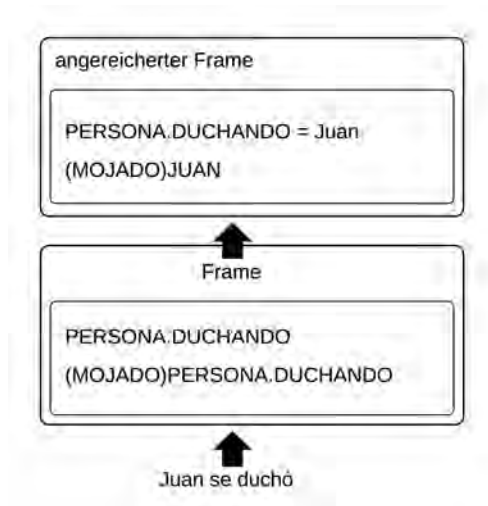 angereicherter Frame
PERSONA.DUCHANDO = Juan
(MOJADO)JUAN
Frame
PERSONA.DUCHANDO
(MOJADO)PERSONA.DUCHANDO
Juan se duchó